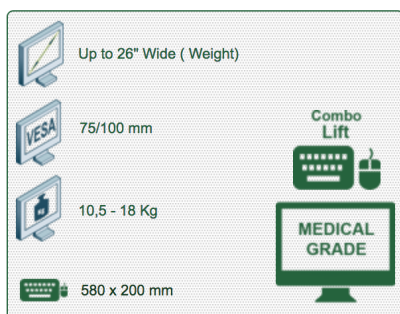 Up to 26" Wide ( Weight)
VESA
75/100 mm
Combo
Lift
KG
10,5 - 18 Kg
MEDICAL
GRADE
580 x 200 mm